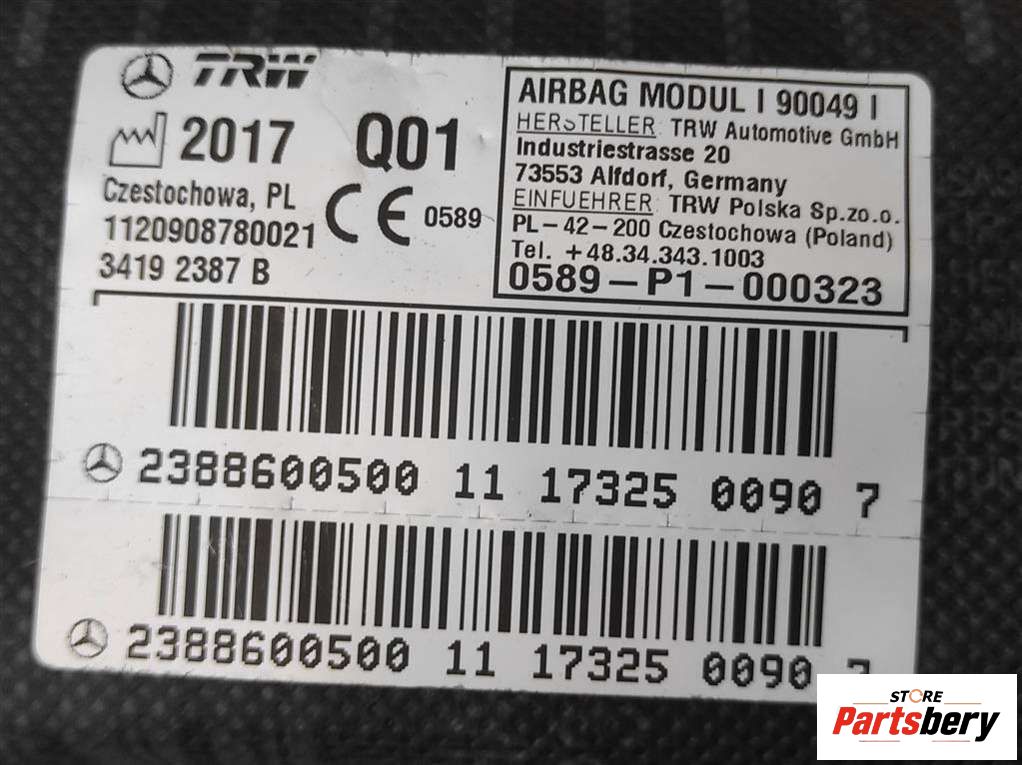 TRW
2017 Q01
Czestochowa, PL
CE 0589
1120908780021
3419 2387 B
AIRBAG MODUL I 90049 I
HERSTELLER: TRW Automotive GmbH
Industriestrasse 20
73553 Alfdorf, Germany
EINFUEHRER: TRW Polska Sp.zo.o.
PL-42-200 Czestochowa (Poland)
Tel. +48.34.343.1003
0589-P1-000323
2388600500 11 17325 0090 7
2388600500 11 17325 0090 7
STORE
Partsbery